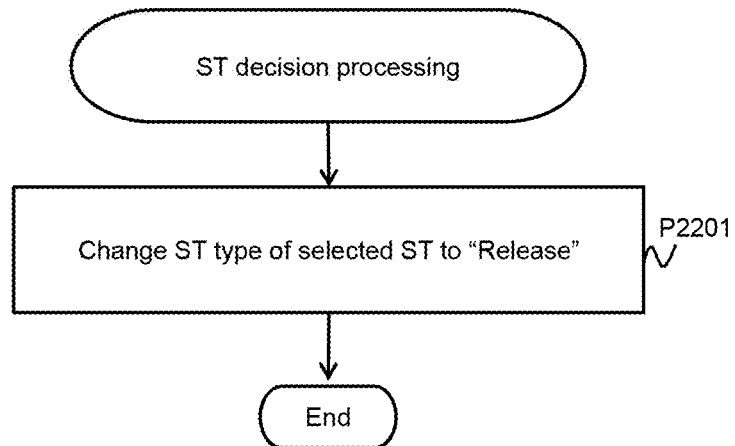 ST decision processing
Change ST type of selected ST to “Release”
P2201
End